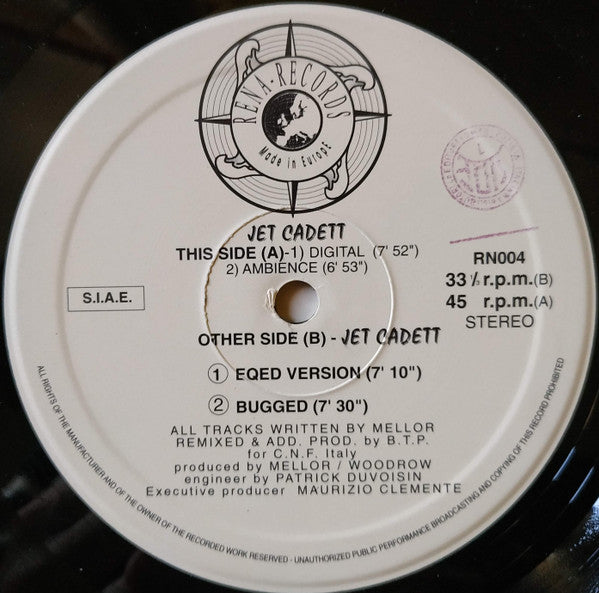 RENA-RECORDS
Made in Europe
JET CADETT
THIS SIDE (A)-1) DIGITAL (7' 52")
2) AMBIENCE (6' 53")
RN004
33 ⅓ r.p.m.(B)
45 r.p.m.(A)
STEREO
S.I.A.E.
OTHER SIDE (B) - JET CADETT
1 EQED VERSION (7' 10")
2 BUGGED (7' 30")
ALL TRACKS WRITTEN BY MELLOR
REMIXED & ADD. PROD. by B.T.P.
for C.N.F. Italy
produced by MELLOR / WOODROW
engineer by PATRICK DUVOISIN
Executive producer MAURIZIO CLEMENTE
ALL RIGHTS OF THE MANUFACTURER AND OF THE OWNER OF THE RECORDED WORK RESERVED - UNAUTHORIZED PUBLIC PERFORMANCE BROADCASTING AND COPYING OF THIS RECORD PROHIBITED